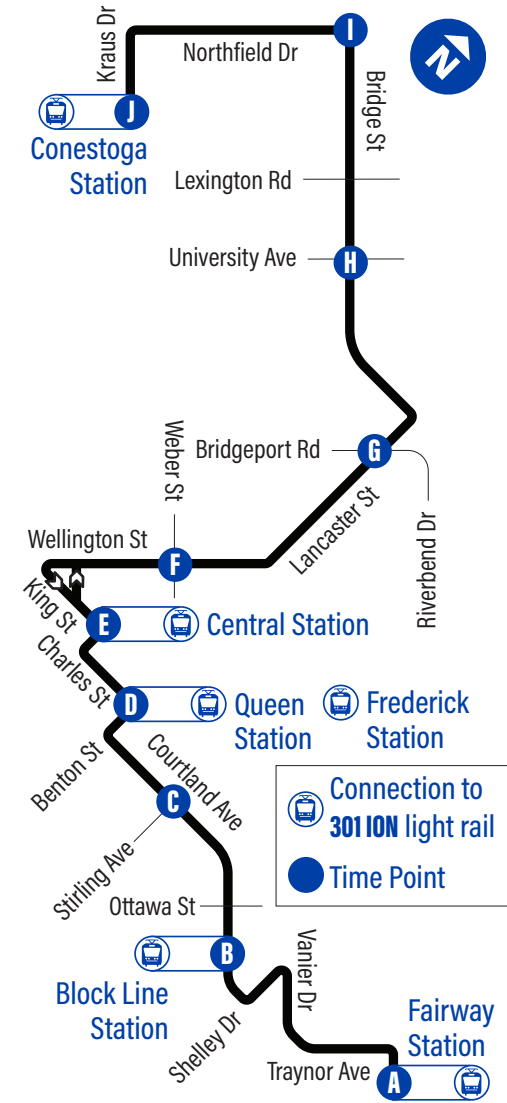 Kraus Dr
Northfield Dr
I
N
J
Conestoga
Station
Bridge St
Lexington Rd
University Ave
H
Weber St
Bridgeport Rd
G
Lancaster St
Riverbend Dr
Wellington St
F
King St
E
Central Station
Charles St
D
Queen
Station
Frederick
Station
Benton St
Courtland Ave
C
Stirling Ave
Connection to
301 ION light rail
Time Point
Ottawa St
B
Block Line
Station
Vanier Dr
Shelley Dr
Fairway
Station
Traynor Ave
A